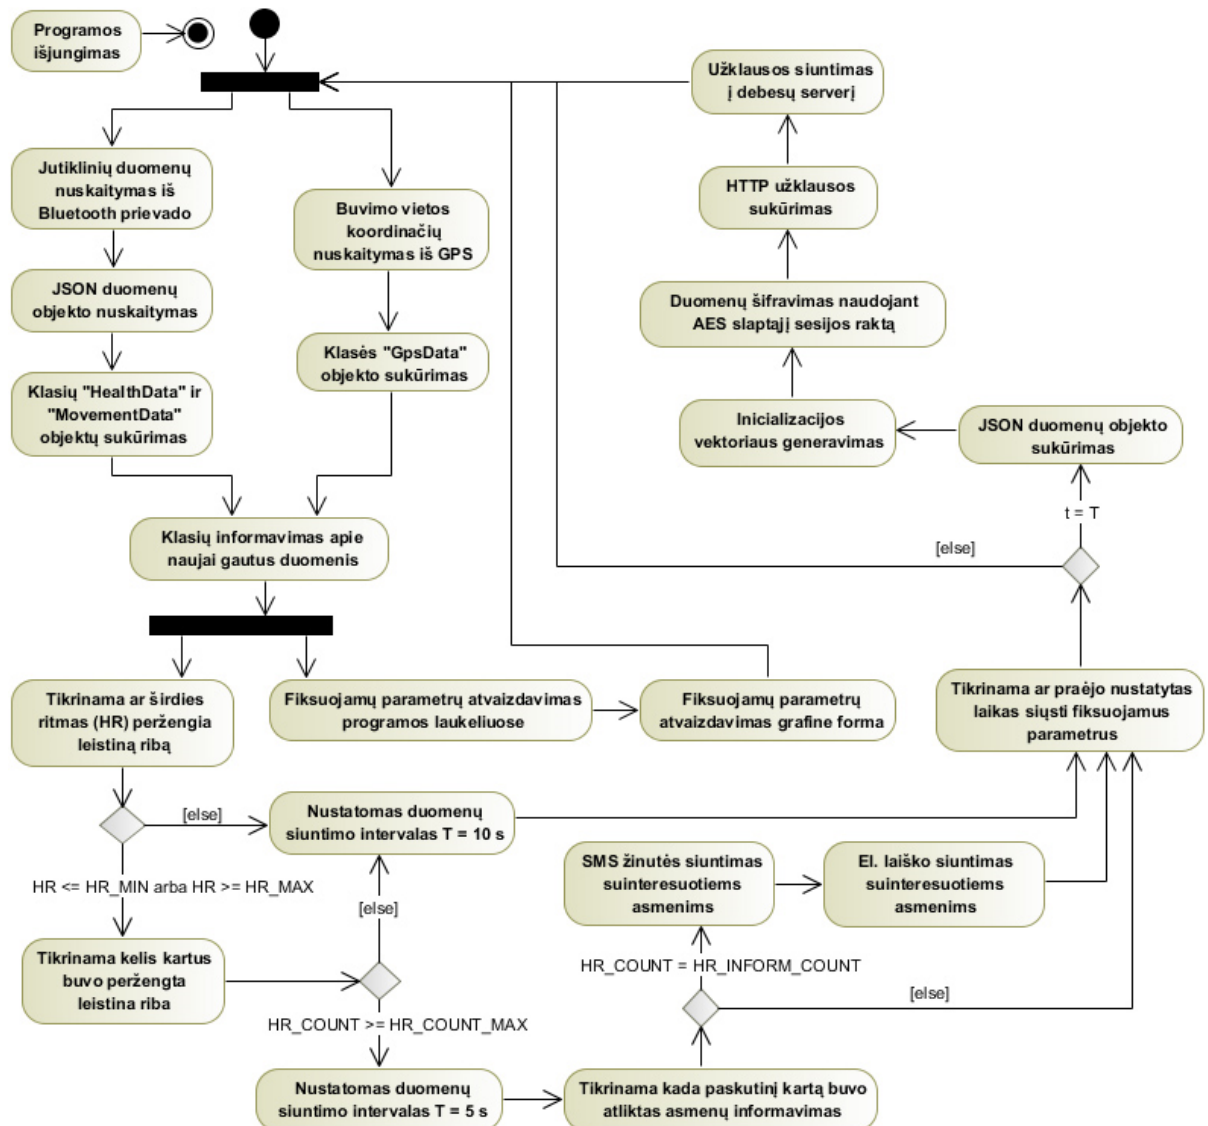 Programos
išjungimas
Užklausos siuntimas
į debesų serverį
Jutiklinių duomenų
nuskaitymas iš
Bluetooth prievado
HTTP užklausos
sukūrimas
Buvimo vietos
koordinačių
nuskaitymas iš GPS
JSON duomenų
objekto nuskaitymas
Duomenų šifravimas naudojant
AES slaptąjį sesijos raktą
Klasės "GpsData"
objekto sukūrimas
Klasių "HealthData" ir
"MovementData"
objektų sukūrimas
Inicializacijos
vektoriaus generavimas
JSON duomenų objekto
sukūrimas
t = T
Klasių informavimas apie
naujai gautus duomenis
[else]
Tikrinama ar širdies
ritmas (HR) peržengia
leistiną ribą
Fiksuojamų parametrų atvaizdavimas
programos laukeliuose
Fiksuojamų parametrų
atvaizdavimas grafine forma
Tikrinama ar praėjo nustatytas
laikas siųsti fiksuojamus
parametrus
[else]
Nustatomas duomenų
siuntimo intervalas T = 10 s
HR <= HR_MIN arba HR >= HR_MAX
[else]
SMS žinutės siuntimas
suinteresuotiems
asmenims
El. laiško siuntimas
suinteresuotiems
asmenims
Tikrinama kelis kartus
buvo peržengta
leistina riba
HR_COUNT = HR_INFORM_COUNT
[else]
HR_COUNT >= HR_COUNT_MAX
Nustatomas duomenų
siuntimo intervalas T = 5 s
Tikrinama kada paskutinį kartą buvo
atliktas asmenų informavimas